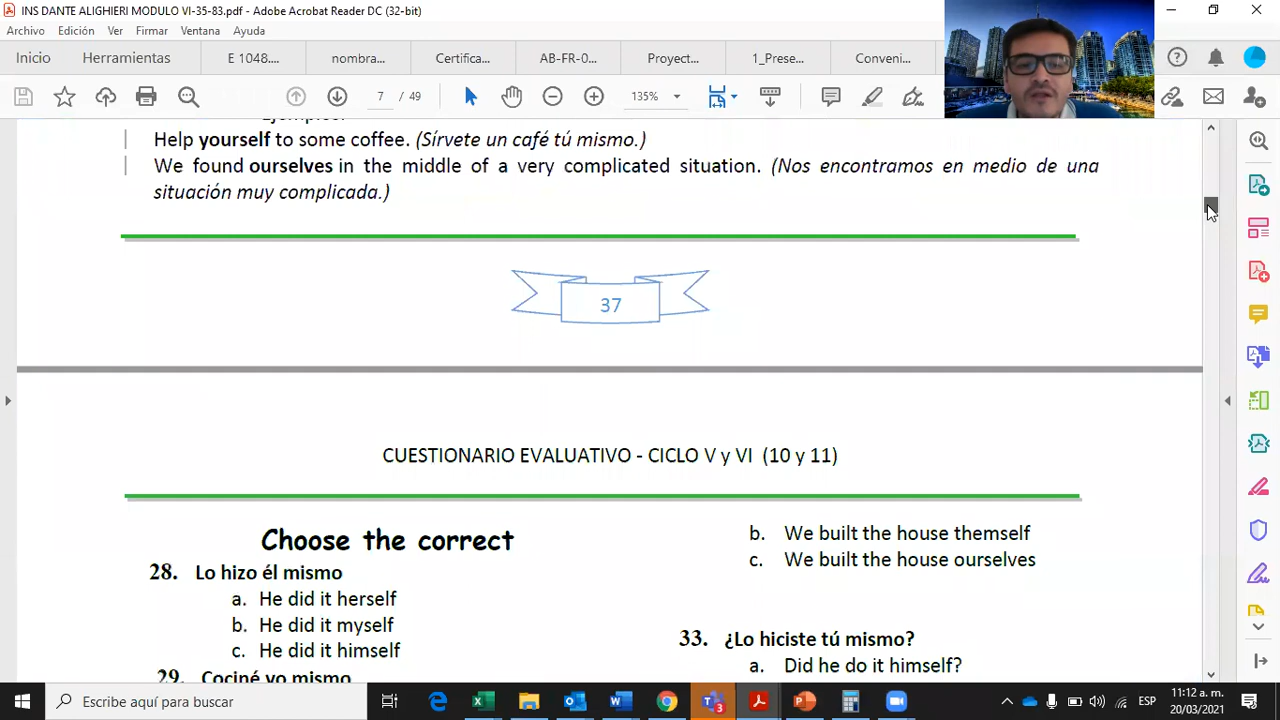 INS DANTE ALIGHIERI MODULO VI-35-83.pdf - Adobe Acrobat Reader DC (32-bit)
Archivo Edición Ver Firmar Ventana Ayuda
Inicio Herramientas E 1048.... nombra... Certifica... AB-FR-0... Proyect... 1_Prese... Conveni...
7 / 49 135%
Help yourself to some coffee. (Sírvete un café tú mismo.)
We found ourselves in the middle of a very complicated situation. (Nos encontramos en medio de una
situación muy complicada.)
37
CUESTIONARIO EVALUATIVO - CICLO V y VI (10 y 11)
Choose the correct
28. Lo hizo él mismo
a. He did it herself
b. He did it myself
c. He did it himself
29. Cociné yo mismo
b. We built the house themself
c. We built the house ourselves
33. ¿Lo hiciste tú mismo?
a. Did he do it himself?
Escribe aquí para buscar
3
ESP
11:12 a. m.
20/03/2021